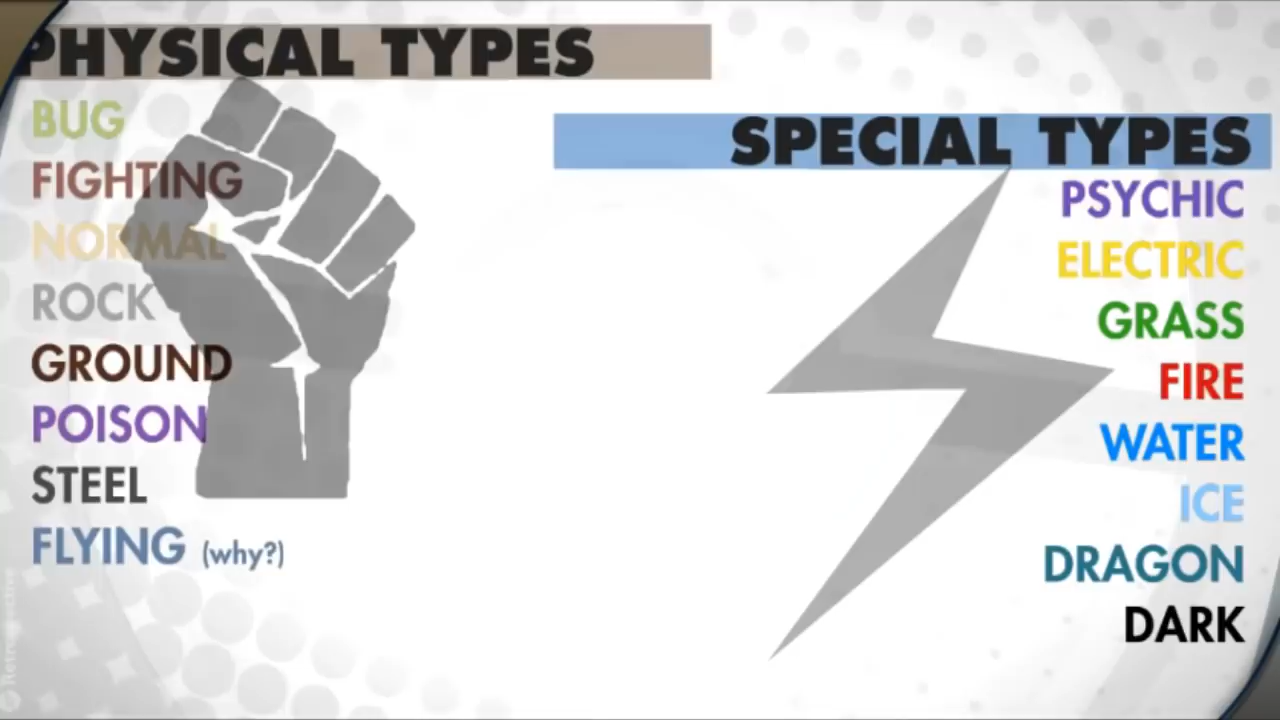 PHYSICAL TYPES
BUG
FIGHTING
NORMAL
ROCK
GROUND
POISON
STEEL
FLYING (why?)
SPECIAL TYPES
PSYCHIC
ELECTRIC
GRASS
FIRE
WATER
ICE
DRAGON
DARK